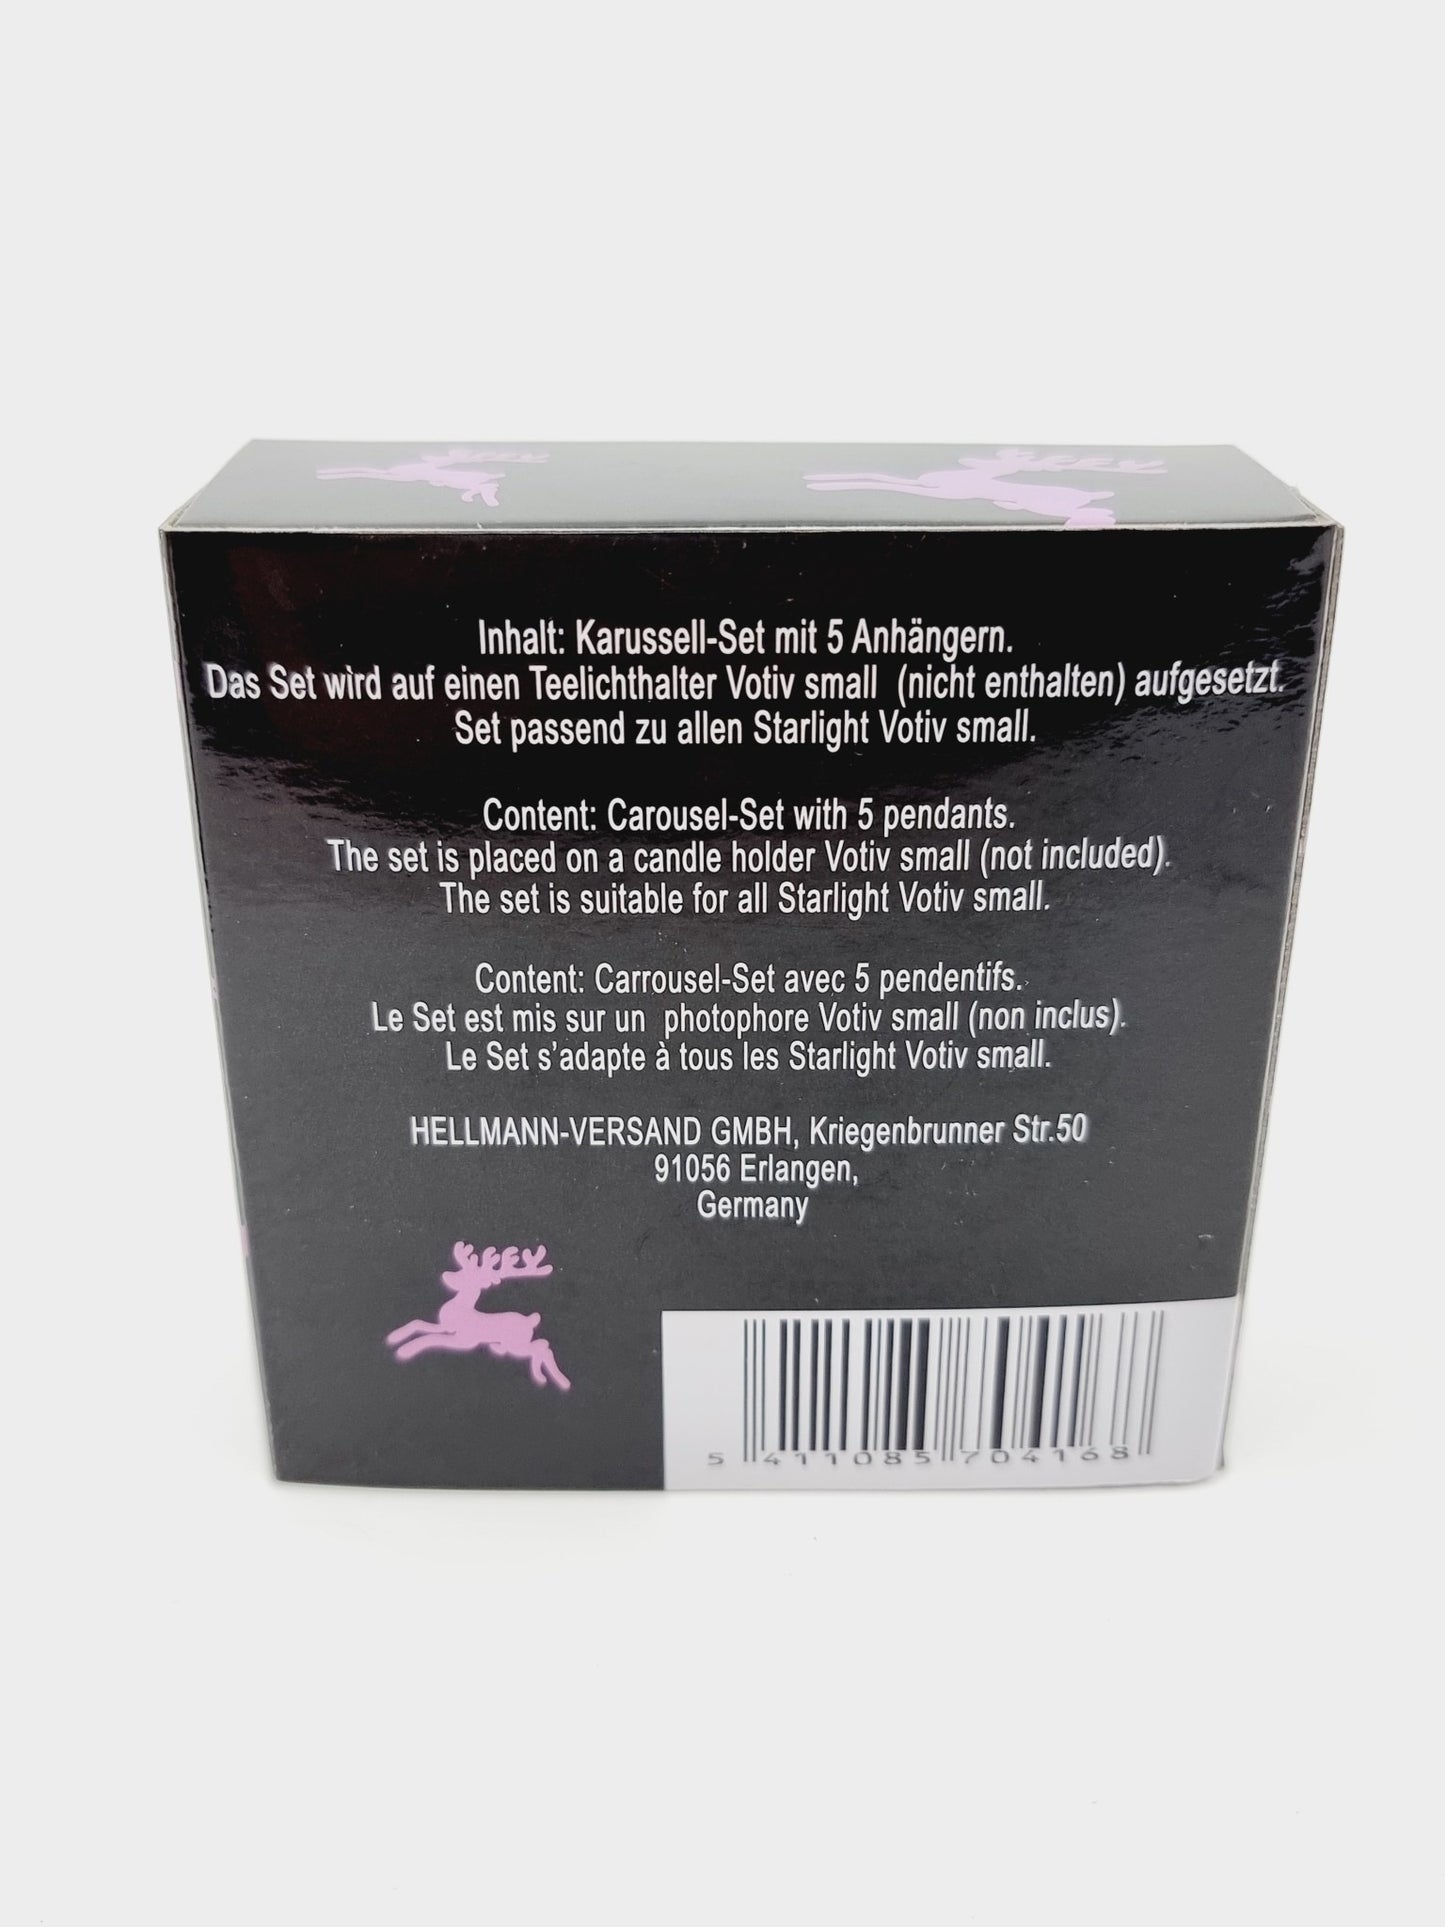 Inhalt: Karussell-Set mit 5 Anhängern.
Das Set wird auf einen Teelichthalter Votiv small (nicht enthalten) aufgesetzt.
Set passend zu allen Starlight Votiv small.
Content: Carousel-Set with 5 pendants.
The set is placed on a candle holder Votiv small (not included).
The set is suitable for all Starlight Votiv small.
Content: Carrousel-Set avec 5 pendentifs.
Le Set est mis sur un photophore Votiv small (non inclus).
Le Set s'adapte à tous les Starlight Votiv small.
HELLMANN-VERSAND GMBH, Kriegenbrunner Str.50
91056 Erlangen,
Germany
5 411085 704168